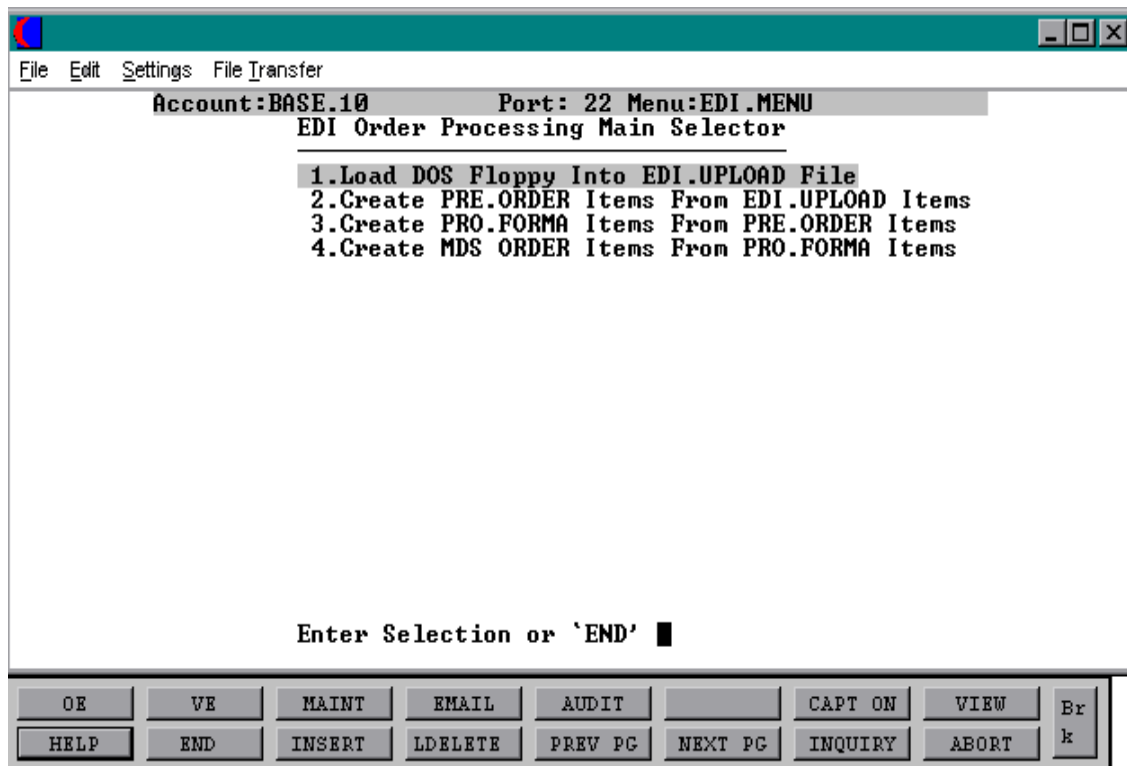 File Edit Settings File Transfer
Account:BASE.10 Port: 22 Menu:EDI.MENU
EDI Order Processing Main Selector
1.Load DOS Floppy Into EDI.UPLOAD File
2.Create PRE.ORDER Items From EDI.UPLOAD Items
3.Create PRO.FORMA Items From PRE.ORDER Items
4.Create MDS ORDER Items From PRO.FORMA Items
Enter Selection or `END'
OE VE MAINT EMAIL AUDIT CAPT ON VIEW Br
HELP END INSERT LDELETE PREV PG NEXT PG INQUIRY ABORT k